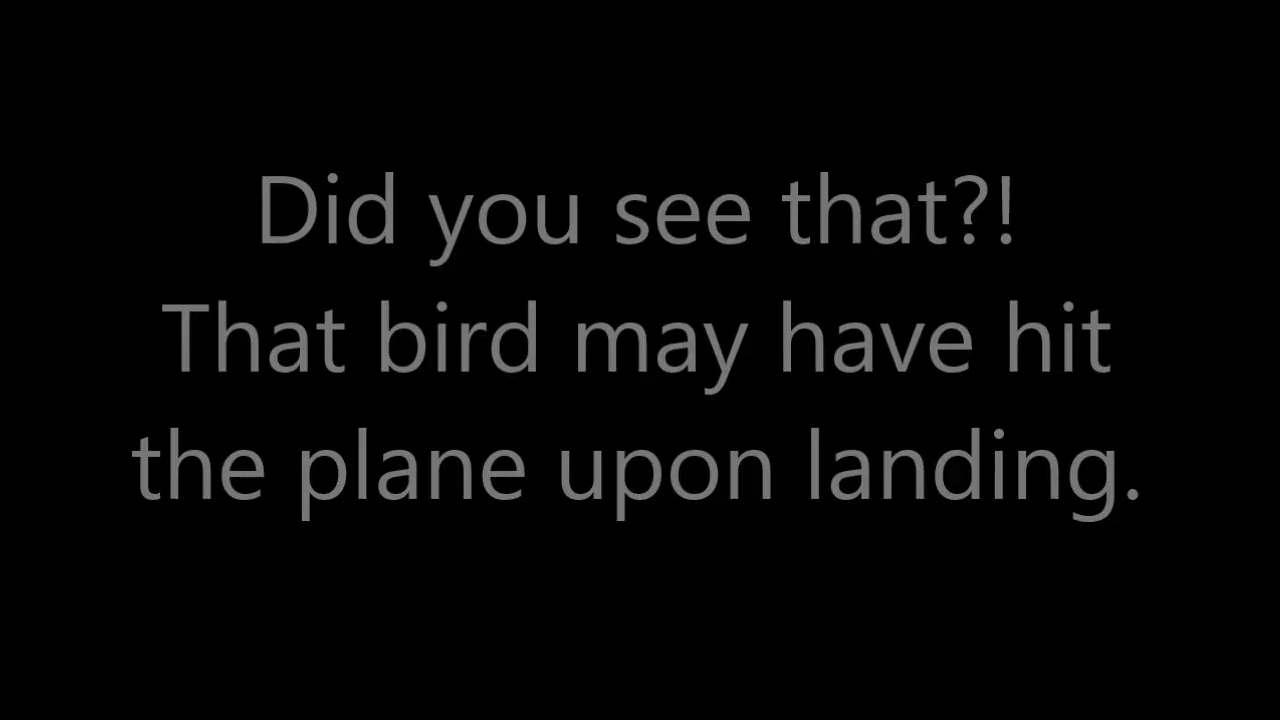 Did you see that?!
That bird may have hit
the plane upon landing.